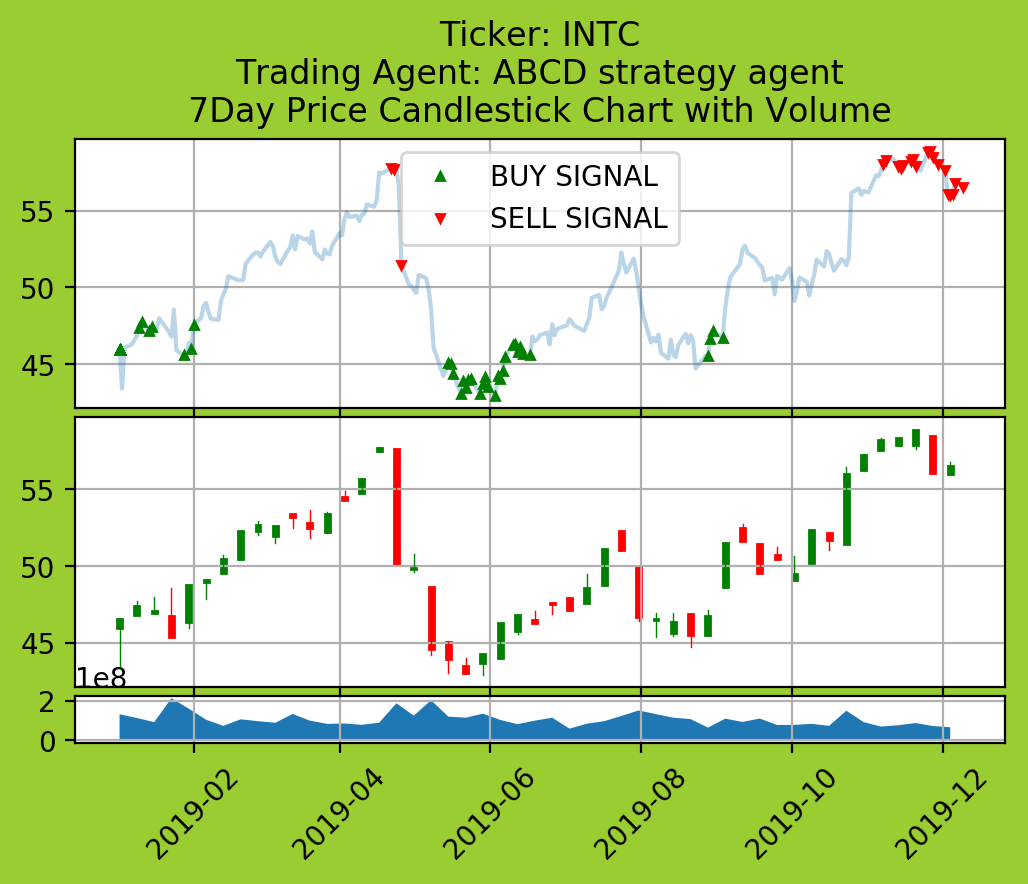 Ticker: INTC
Trading Agent: ABCD strategy agent
7Day Price Candlestick Chart with Volume
BUY SIGNAL
SELL SIGNAL
55
50
45
55
50
45
1e8
2
0
2019-02
2019-04
2019-06
2019-08
2019-10
2019-12